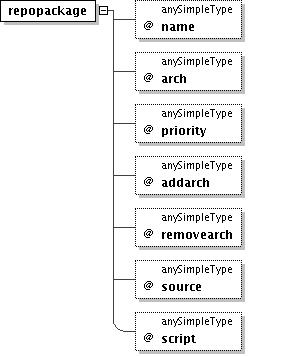 repopackage
anySimpleType
@ name
anySimpleType
@ arch
anySimpleType
@ priority
anySimpleType
@ addarch
anySimpleType
@ removearch
anySimpleType
@ source
anySimpleType
@ script